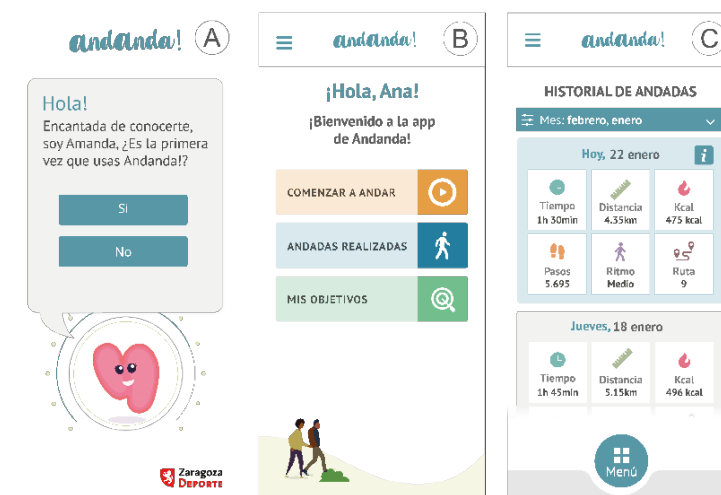 andanda!
A
Hola!
Encantada de conocerte,
soy Amanda, ¿Es la primera
vez que usas Andanda!?
Si
No
Zaragoza
DEPORTE
andanda!
B
¡Hola, Ana!
¡Bienvenido a la app
de Andanda!
COMENZAR A ANDAR
ANDADAS REALIZADAS
MIS OBJETIVOS
andanda!
C
HISTORIAL DE ANDADAS
Mes: febrero, enero
Hoy, 22 enero
i
Tiempo Distancia Kcal
1h 30min 4.35km 475 kcal
Pasos Ritmo Ruta
5.695 Medio 9
Jueves, 18 enero
Tiempo Distancia Kcal
1h 45min 5.15km 496 kcal
Menú